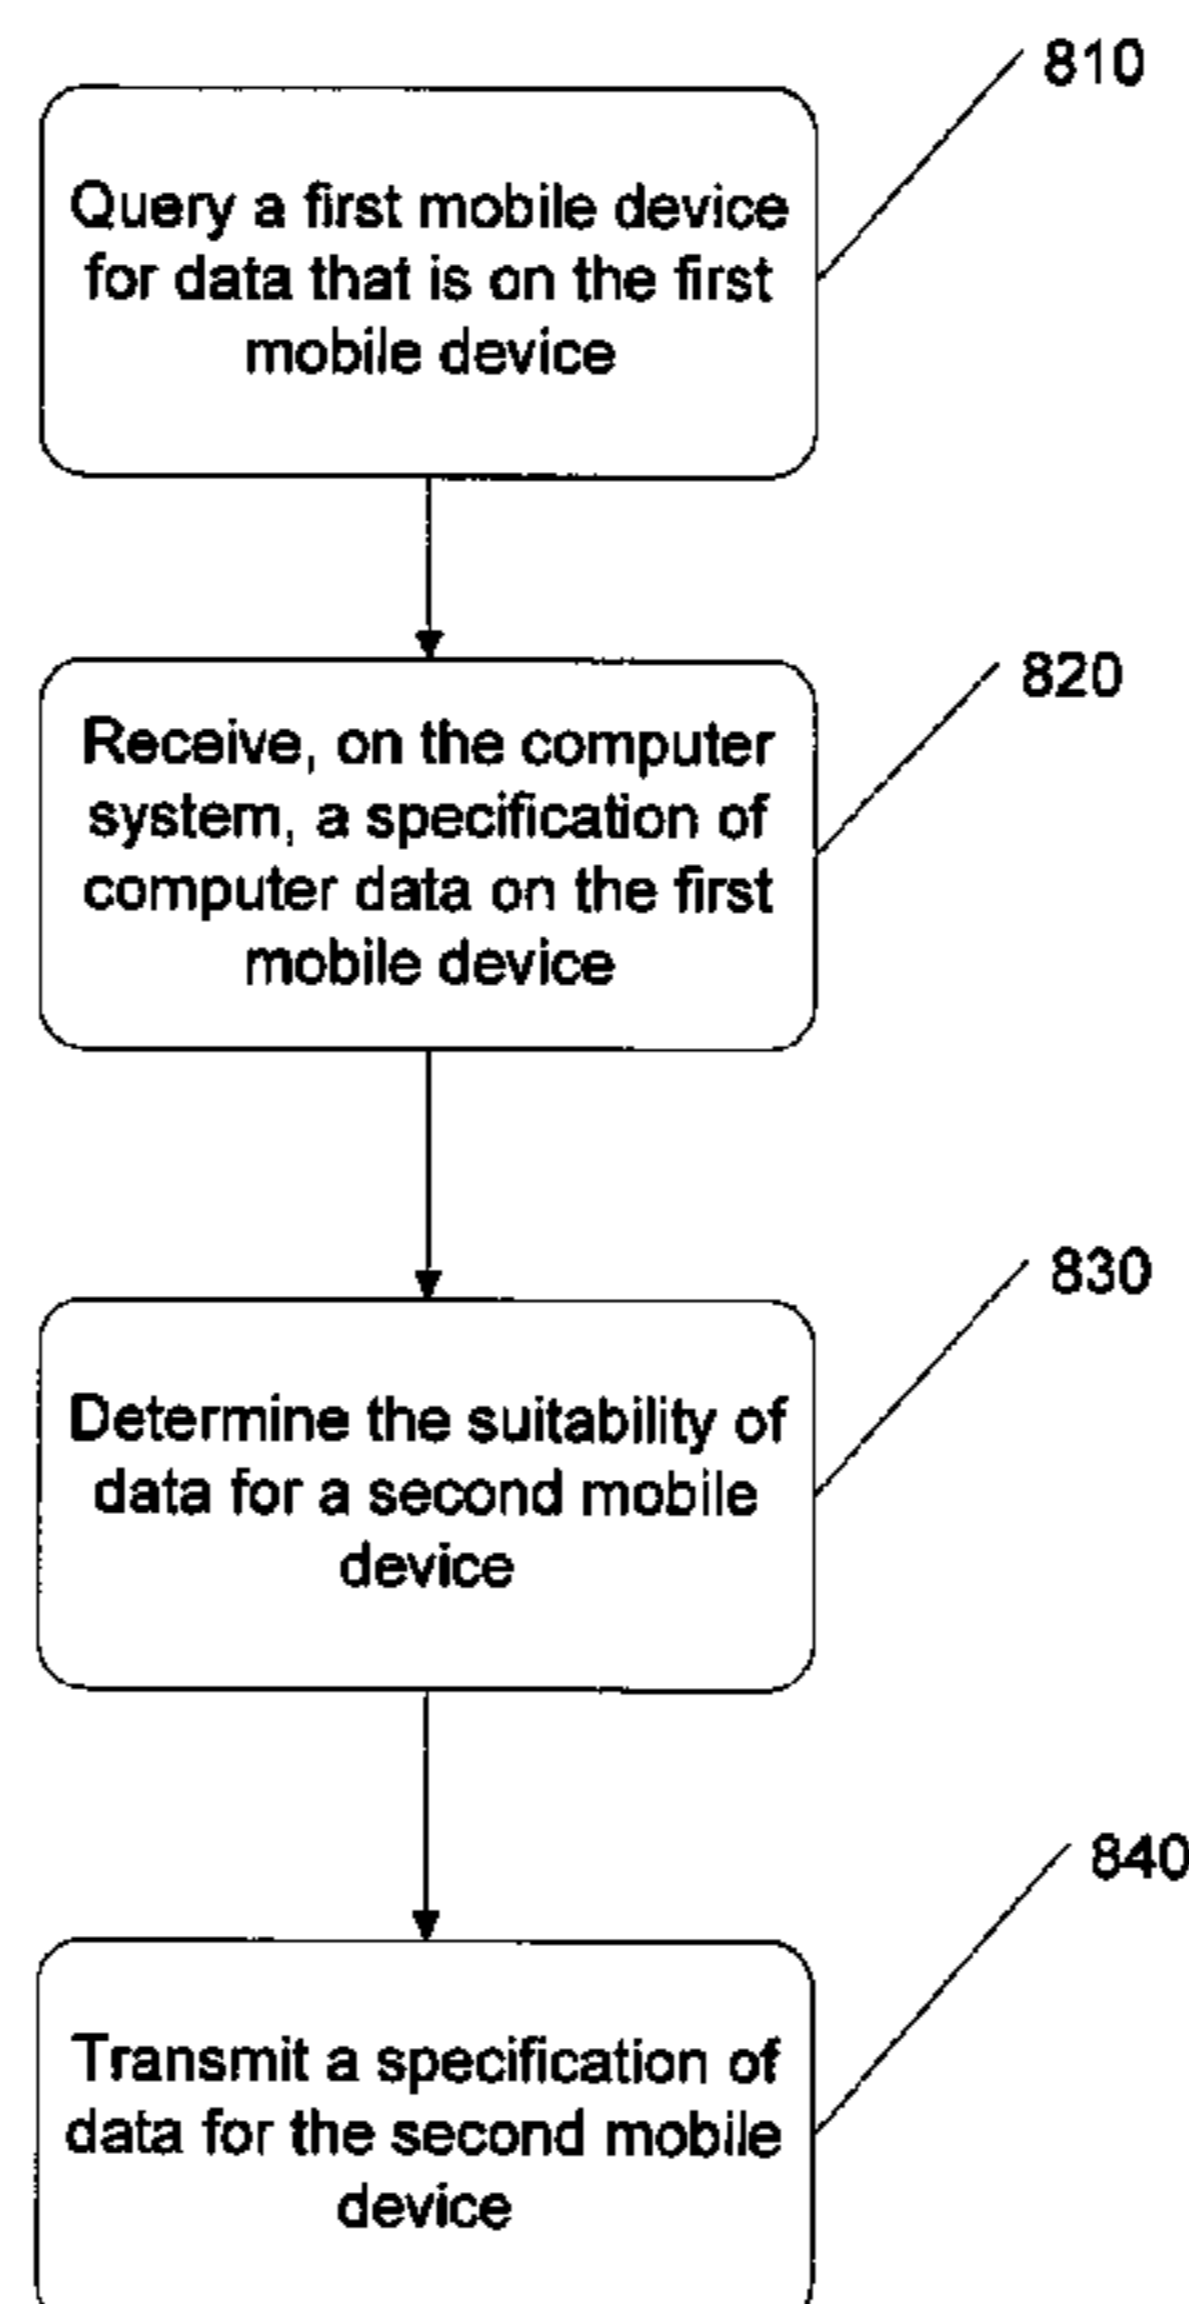 810
Query a first mobile device
for data that is on the first
mobile device
820
Receive, on the computer
system, a specification of
computer data on the first
mobile device
830
Determine the suitability of
data for a second mobile
device
840
Transmit a specification of
data for the second mobile
device